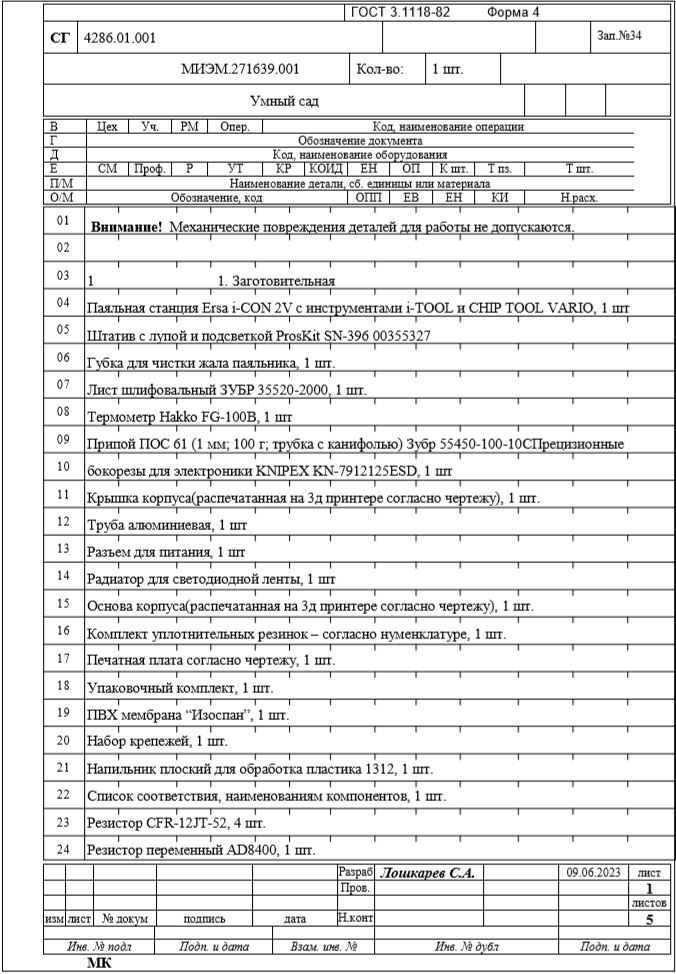 ГОСТ 3.1118-82 Форма 4
СГ 4286.01.001 Зап.№34
МИЭМ.271639.001 Кол-во: 1 шт.
Умный сад
В Цех Уч. РМ Опер. Код, наименование операции
Г Обозначение документа
Д Код, наименование оборудования
Е СМ Проф. Р УТ КР КОИД ЕН ОП К шт. Т пз. Т шт.
П/М Наименование детали, сб. единицы или материала
О/М Обозначение, код ОПП ЕВ ЕН КИ Н.расх.
01 Внимание! Механические повреждения деталей для работы не допускаются.
02
03 1 1. Заготовительная
04 Паяльная станция Ersa i-CON 2V с инструментами i-TOOL и CHIP TOOL VARIO, 1 шт
05 Штатив с лупой и подсветкой ProsKit SN-396 00355327
06 Губка для чистки жала паяльника, 1 шт.
07 Лист шлифовальный ЗУБР 35520-2000, 1 шт.
08 Термометр Hakko FG-100B, 1 шт
09 Припой ПОС 61 (1 мм; 100 г; трубка с канифолью) Зубр 55450-100-10СПрецизионные
10 бокорезы для электроники KNIPEX KN-7912125ESD, 1 шт
11 Крышка корпуса(распечатанная на 3д принтере согласно чертежу), 1 шт.
12 Труба алюминиевая, 1 шт
13 Разъем для питания, 1 шт
14 Радиатор для светодиодной ленты, 1 шт
15 Основа корпуса(распечатанная на 3д принтере согласно чертежу), 1 шт.
16 Комплект уплотнительных резинок – согласно нуменклатуре, 1 шт.
17 Печатная плата согласно чертежу, 1 шт.
18 Упаковочный комплект, 1 шт.
19 ПВХ мембрана “Изоспан”, 1 шт.
20 Набор крепежей, 1 шт.
21 Напильник плоский для обработка пластика 1312, 1 шт.
22 Список соответствия, наименованиям компонентов, 1 шт.
23 Резистор CFR-12JT-52, 4 шт.
24 Резистор переменный AD8400, 1 шт.
Разраб Лошкарев С.А. 09.06.2023 лист
Пров. 1
листов
изм лист № докум подпись дата Н.конт 5
Инв. № подл Подп. и дата Взам. инв. № Инв. № дубл Подп. и дата
МК